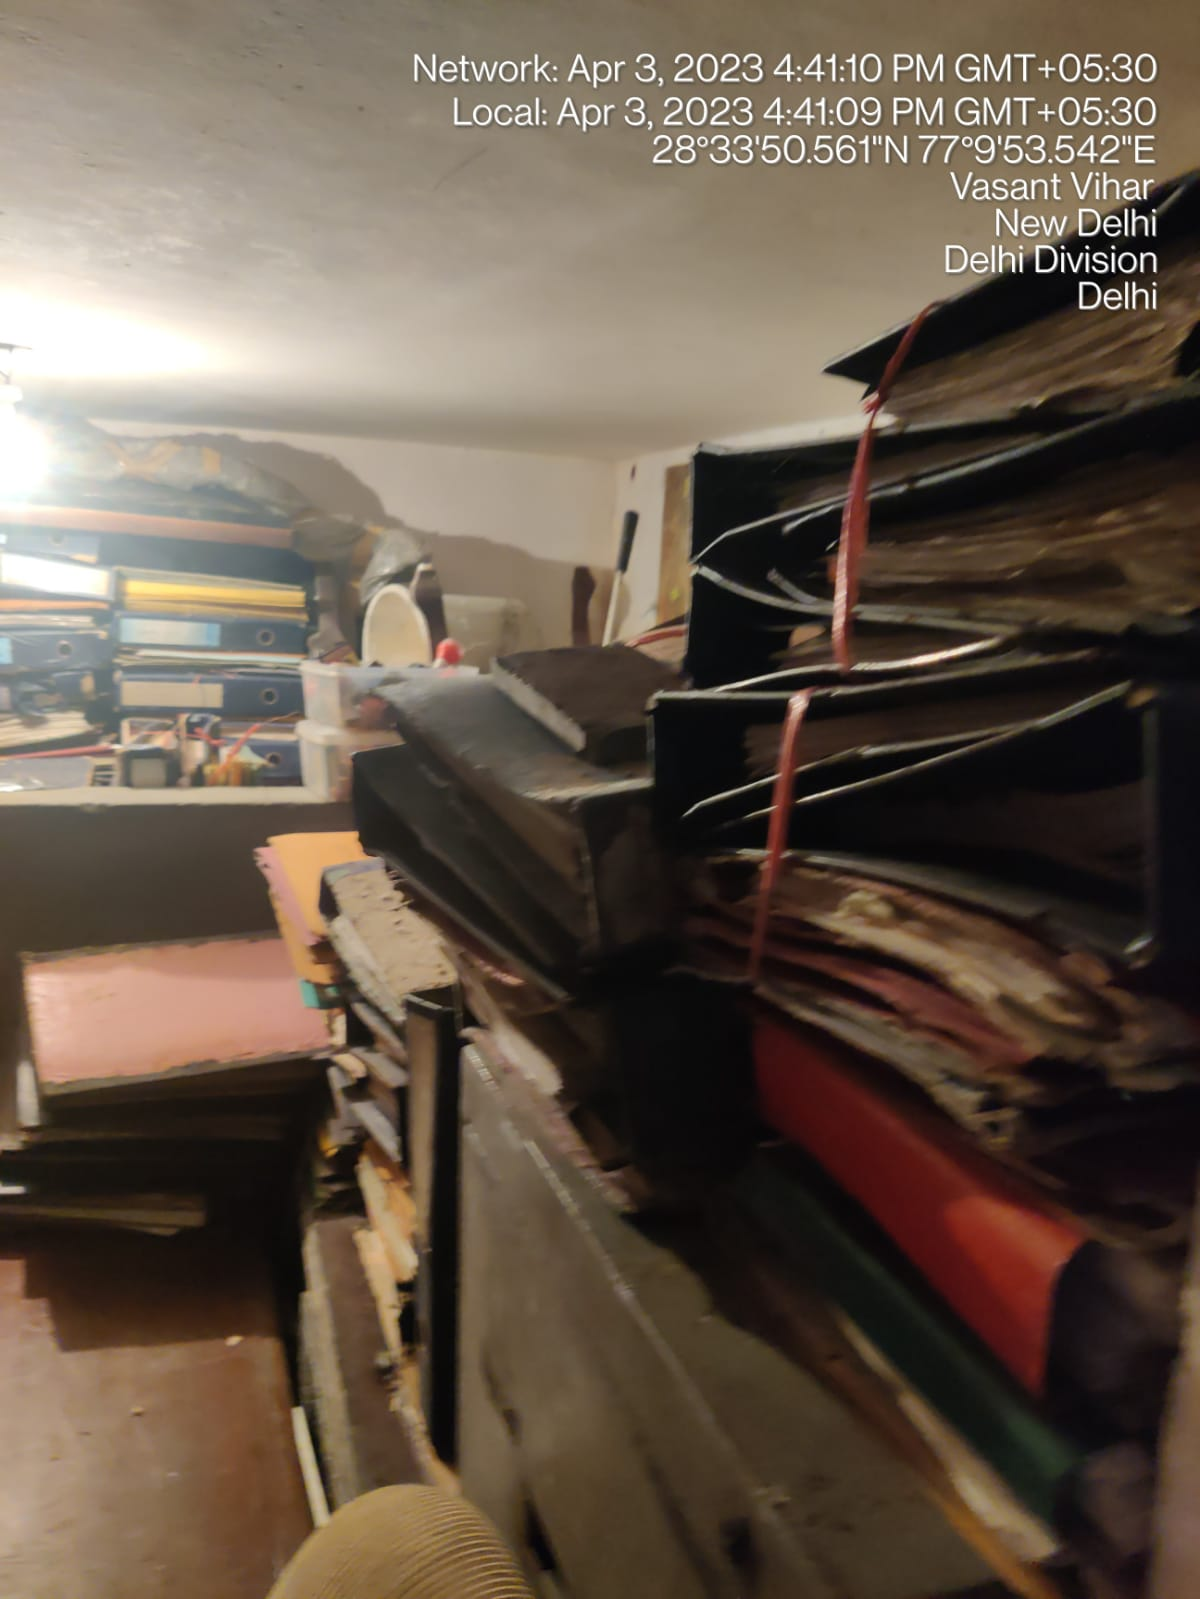 Network: Apr 3, 2023 4:41:10 PM GMT+05:30
Local: Apr 3, 2023 4:41:09 PM GMT+05:30
28°33'50.561"N 77°9'53.542"E
Vasant Vihar
New Delhi
Delhi Division
Delhi